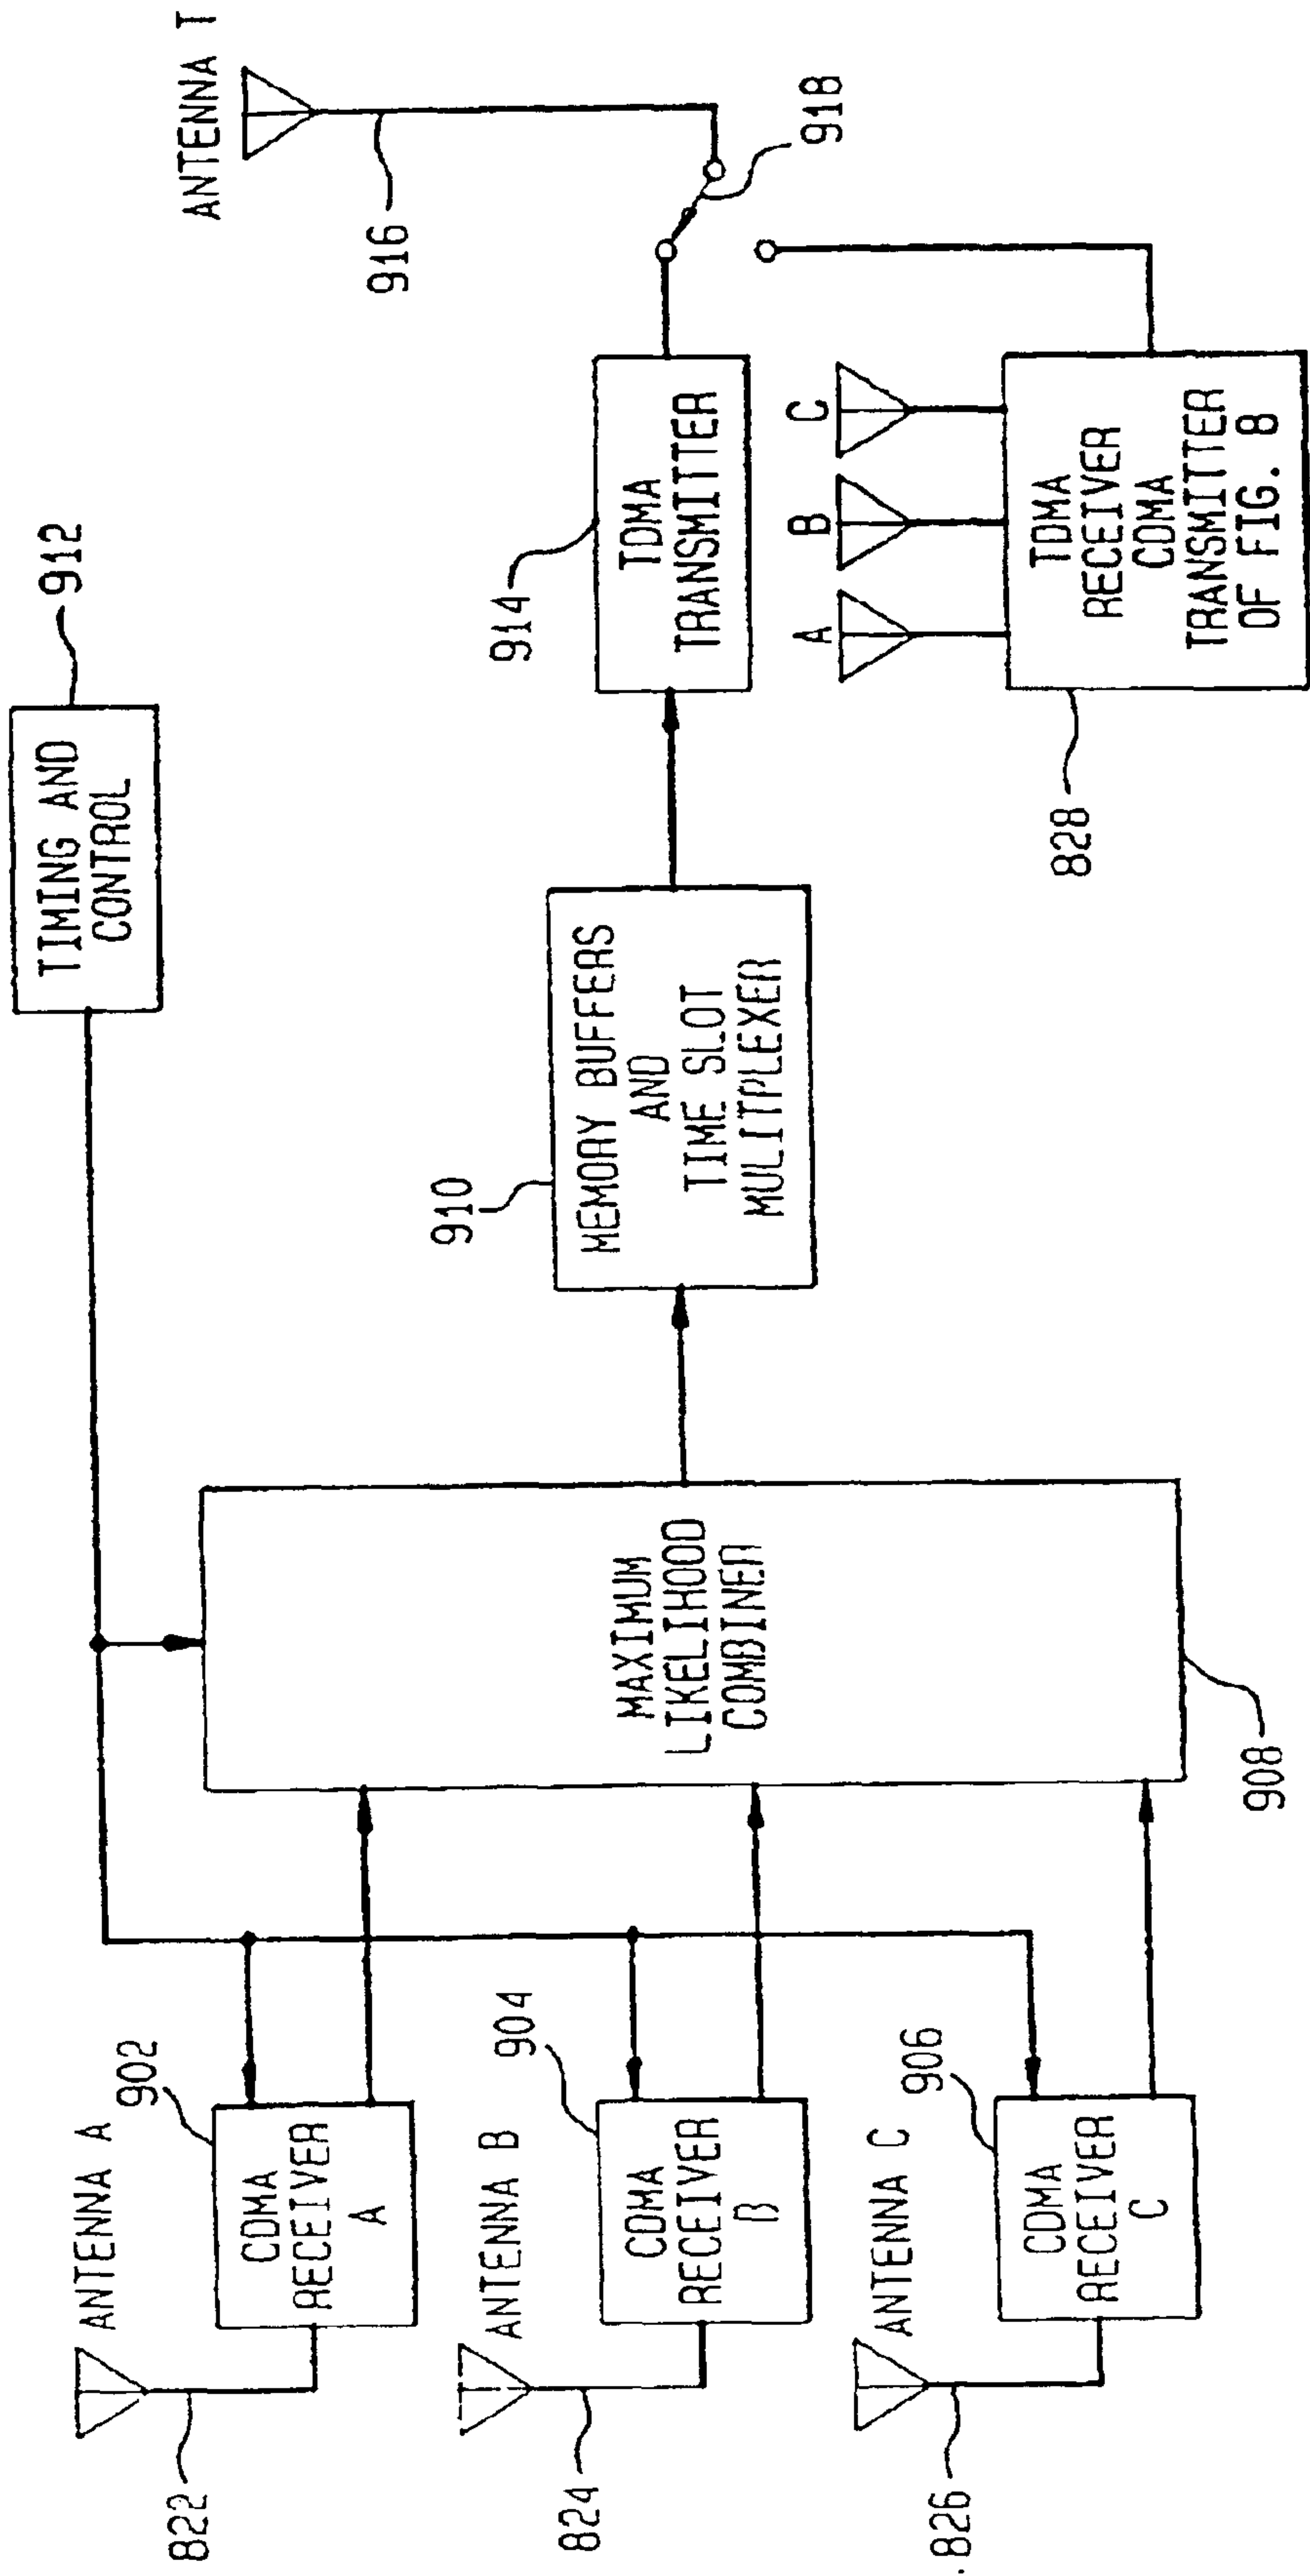 822
ANTENNA A
902
CDMA
RECEIVER
A
824
ANTENNA B
904
CDMA
RECEIVER
B
826
ANTENNA C
906
CDMA
RECEIVER
C
MAXIMUM
LIKELIHOOD
COMBINER
908
TIMING AND
CONTROL
912
910
MEMORY BUFFERS
AND
TIME SLOT
MULITPLEXER
914
TDMA
TRANSMITTER
ANTENNA T
916
918
A
B
C
TDMA
RECEIVER
CDMA
TRANSMITTER
OF FIG. 8
828